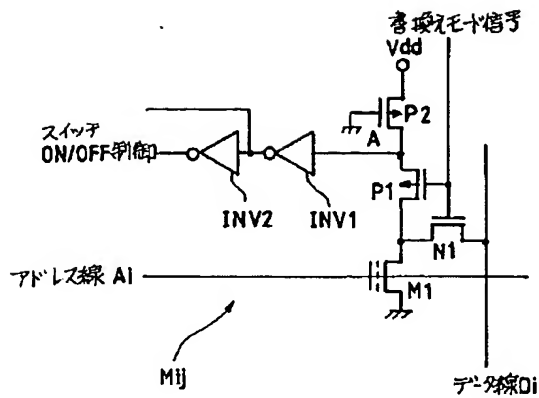 書換えモード信号
Vdd
P2
A
スイッチ
ON/OFF制御
P1
INV2
INV1
N1
アドレス線 Ai
M1
Mij
データ線Di